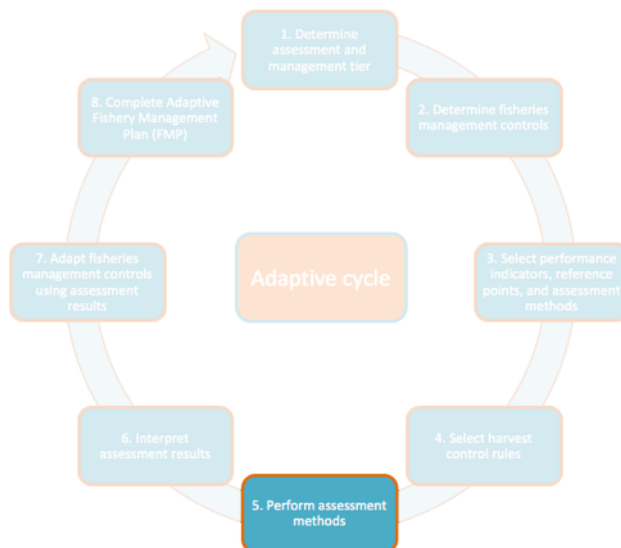 1. Determine
assessment and
management tier
2. Determine fisheries
management controls
3. Select performance
indicators, reference
points, and assessment
methods
4. Select harvest
control rules
5. Perform assessment
methods
6. Interpret
assessment results
7. Adapt fisheries
management controls
using assessment
results
8. Complete Adaptive
Fishery Management
Plan (FMP)
Adaptive cycle